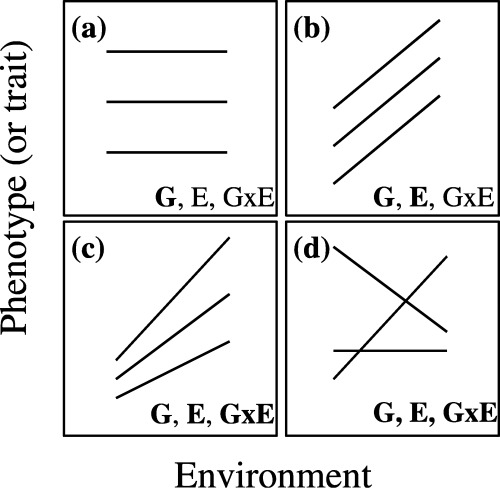 Phenotype (or trait)
(a)
G, E, GxE
(b)
G, E, GxE
(c)
G, E, GxE
(d)
G, E, GxE
Environment